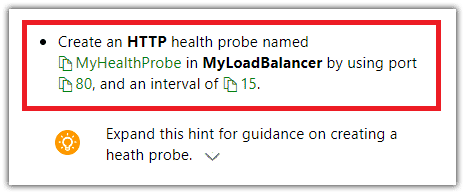 • Create an HTTP health probe named
MyHealthProbe in MyLoadBalancer by using port
80, and an interval of 15.
Expand this hint for guidance on creating a
heath probe.